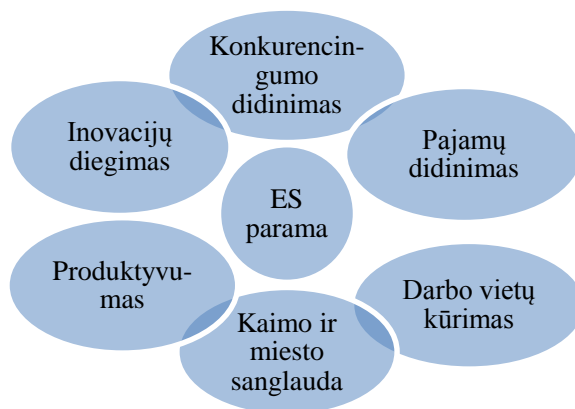 Konkurencin-
gumo
didinimas
Inovacijų
diegimas
Pajamų
didinimas
ES
parama
Produktyvu-
mas
Darbo vietų
kūrimas
Kaimo ir
miesto
sanglauda